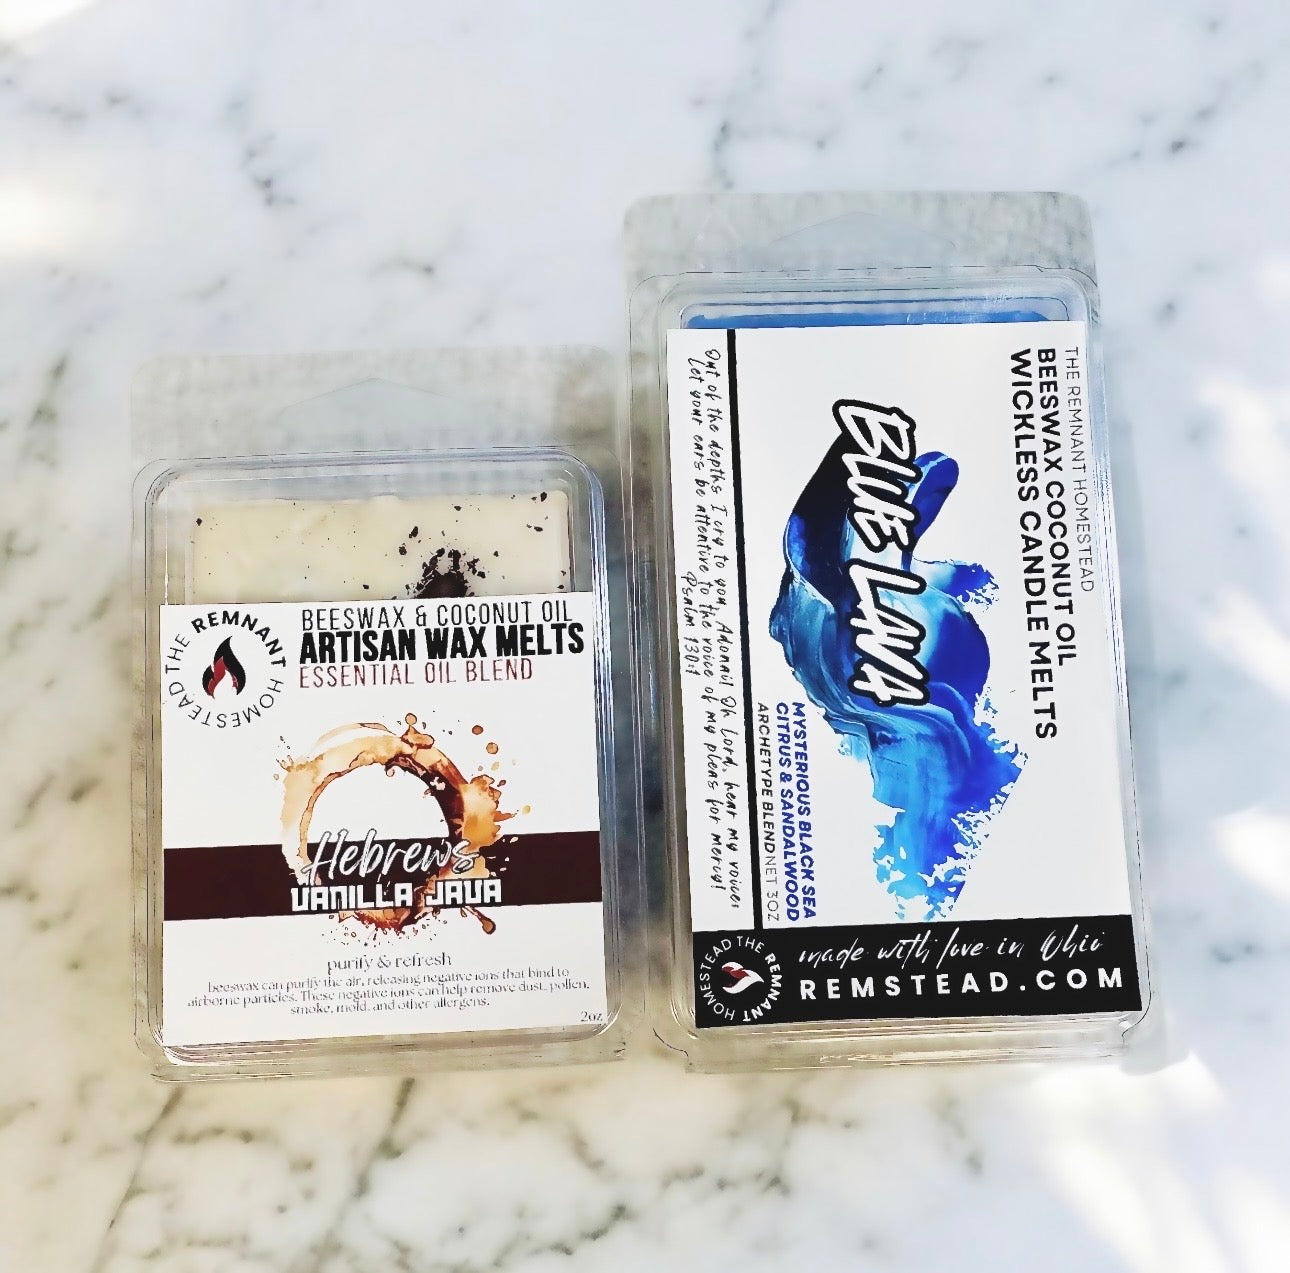 THE REMNANT HOMESTEAD
BEESWAX & COCONUT OIL
ARTISAN WAX MELTS
ESSENTIAL OIL BLEND
Hebrews
VANILLA JAVA
purify & refresh
beeswax can purify the air, releasing negative ions that bind to
airborne particles. These negative ions can help remove dust, pollen,
smoke, mold, and other allergens.
2oz
THE REMNANT HOMESTEAD
BEESWAX COCONUT OIL
WICKLESS CANDLE MELTS
BLUE LAVA
MYSTERIOUS BLACK SEA
CITRUS & SANDALWOOD
ARCHETYPE BLEND NET 3OZ
Out of the depths I cry to you, Adonai! Oh Lord, hear my voice!
Let your ears be attentive to the voice of my pleas for mercy!
Psalm 130:1
THE REMNANT HOMESTEAD
made with love in Ohio
REMSTEAD.COM